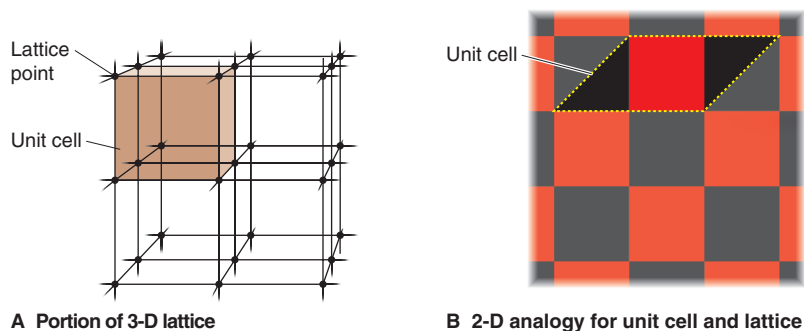 Lattice
point
Unit cell
A Portion of 3-D lattice
Unit cell
B 2-D analogy for unit cell and lattice